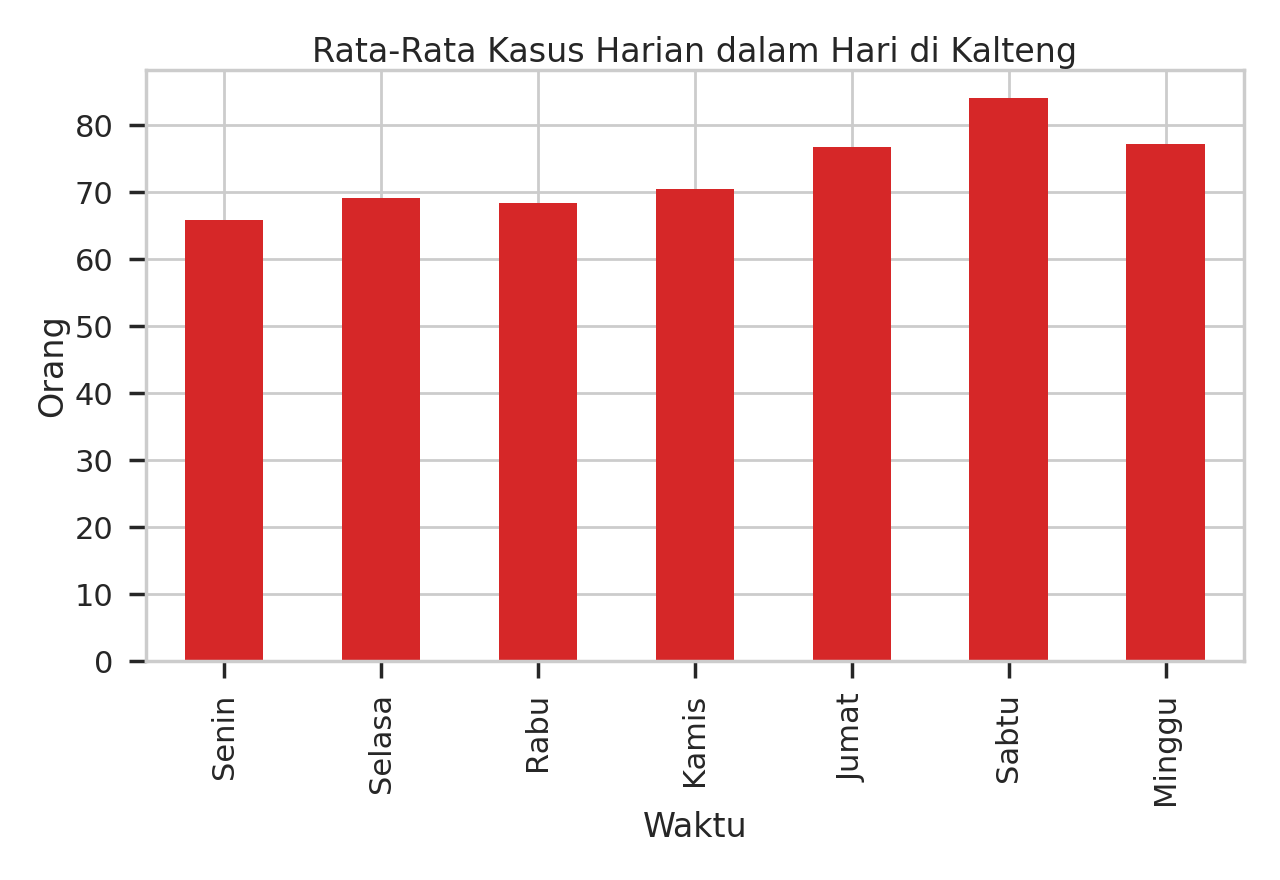 Rata-Rata Kasus Harian dalam Hari di Kalteng
Orang
80
70
60
50
40
30
20
10
0
Senin
Selasa
Rabu
Kamis
Jumat
Sabtu
Minggu
Waktu